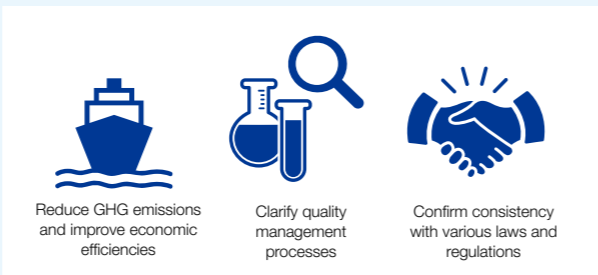 Reduce GHG emissions
and improve economic
efficiencies
Clarify quality
management
processes
Confirm consistency
with various laws and
regulations